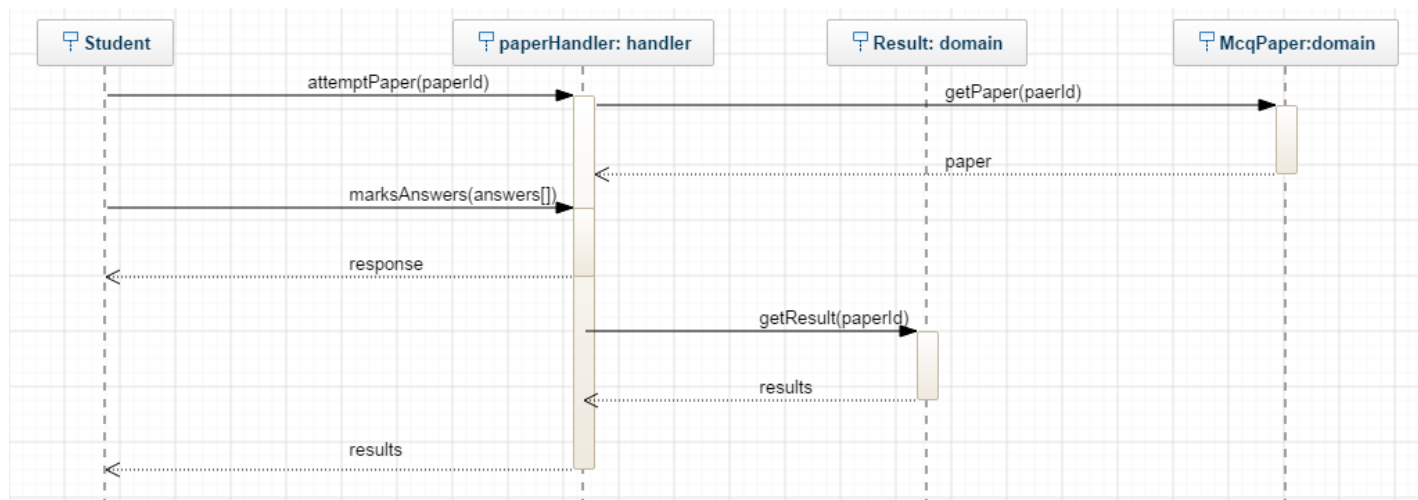 Student
paperHandler: handler
Result: domain
McqPaper:domain
attemptPaper(paperId)
getPaper(paerId)
paper
marksAnswers(answers[])
response
getResult(paperId)
results
results